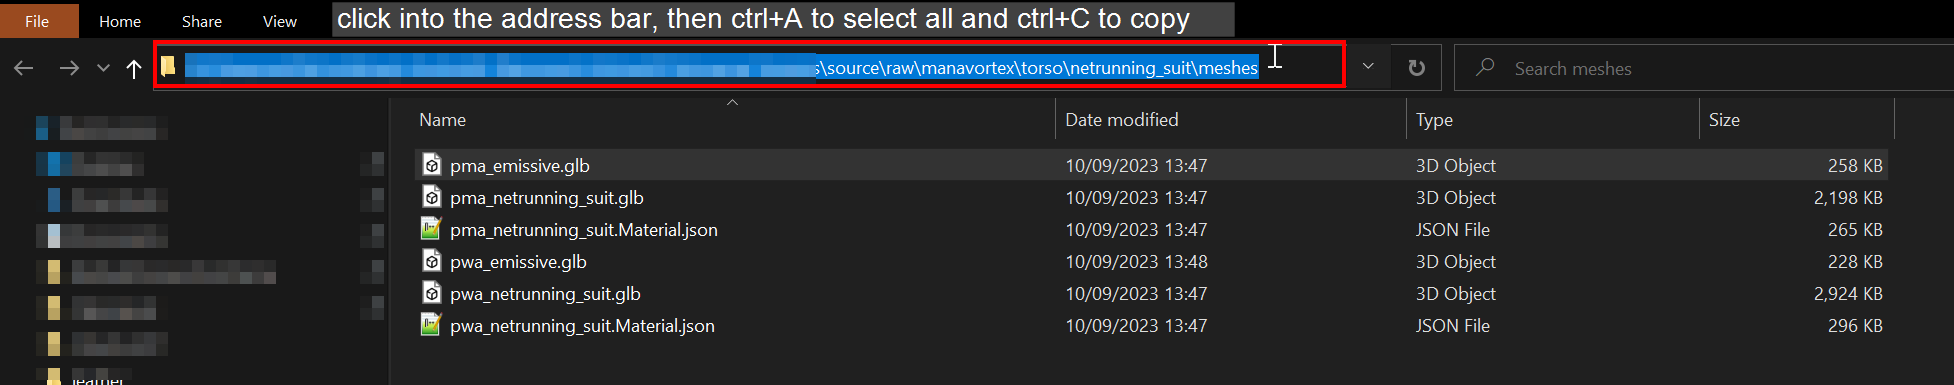 File Home Share View click into the address bar, then ctrl+A to select all and ctrl+C to copy
s\source\raw\manavortex\torso\netrunning_suit\meshes Search meshes
Name Date modified Type Size
pma_emissive.glb 10/09/2023 13:47 3D Object 258 KB
pma_netrunning_suit.glb 10/09/2023 13:47 3D Object 2,198 KB
pma_netrunning_suit.Material.json 10/09/2023 13:47 JSON File 265 KB
pwa_emissive.glb 10/09/2023 13:48 3D Object 228 KB
pwa_netrunning_suit.glb 10/09/2023 13:47 3D Object 2,924 KB
pwa_netrunning_suit.Material.json 10/09/2023 13:47 JSON File 296 KB